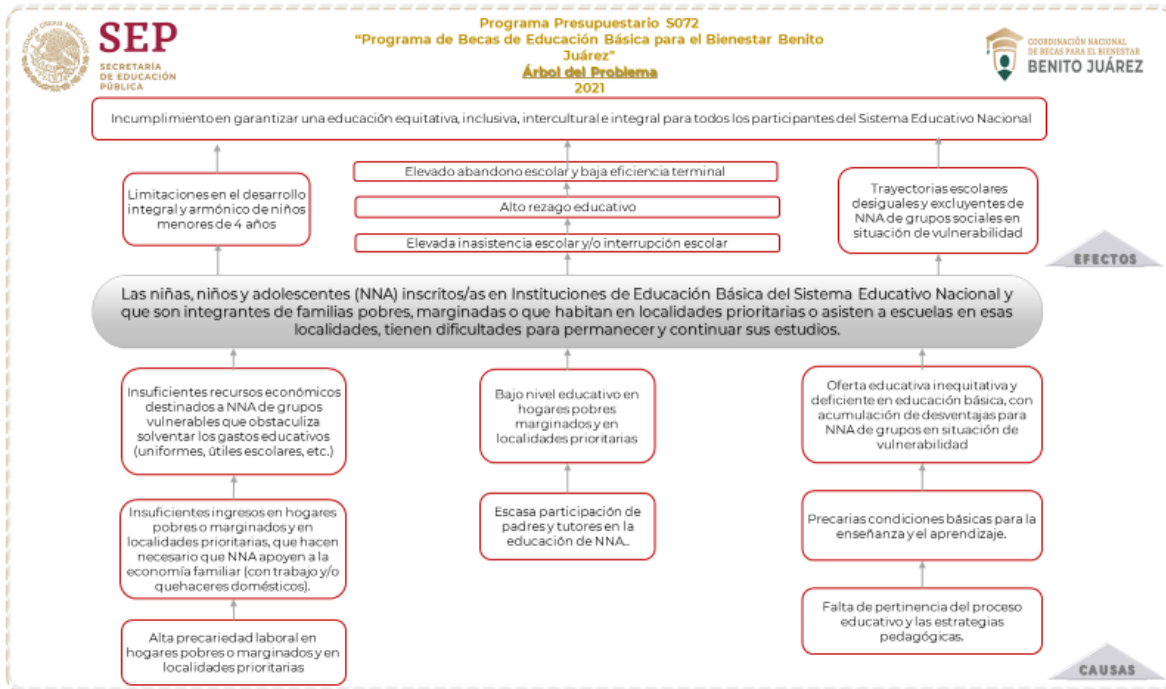 Programa Presupuestario S072
“Programa de Becas de Educación Básica para el Bienestar Benito
Juárez”
Árbol del Problema
2021
ESTADOS UNIDOS MEXICANOS
SEP
SECRETARÍA
DE EDUCACIÓN
PÚBLICA
COORDINACIÓN NACIONAL
DE BECAS PARA EL BIENESTAR
BENITO JUÁREZ
Incumplimiento en garantizar una educación equitativa, inclusiva, intercultural e integral para todos los participantes del Sistema Educativo Nacional
Limitaciones en el desarrollo
integral y armónico de niños
menores de 4 años
Elevado abandono escolar y baja eficiencia terminal
Alto rezago educativo
Elevada inasistencia escolar y/o interrupción escolar
Trayectorias escolares
desiguales y excluyentes de
NNA de grupos sociales en
situación de vulnerabilidad
EFECTOS
Las niñas, niños y adolescentes (NNA) inscritos/as en Instituciones de Educación Básica del Sistema Educativo Nacional y
que son integrantes de familias pobres, marginadas o que habitan en localidades prioritarias o asisten a escuelas en esas
localidades, tienen dificultades para permanecer y continuar sus estudios.
Insuficientes recursos económicos
destinados a NNA de grupos
vulnerables que obstaculiza
solventar los gastos educativos
(uniformes, útiles escolares, etc.)
Bajo nivel educativo en
hogares pobres
marginados y en
localidades prioritarias
Oferta educativa inequitativa y
deficiente en educación básica, con
acumulación de desventajas para
NNA de grupos en situación de
vulnerabilidad
Insuficientes ingresos en hogares
pobres o marginados y en
localidades prioritarias, que hacen
necesario que NNA apoyen a la
economía familiar (con trabajo y/o
quehaceres domésticos).
Escasa participación de
padres y tutores en la
educación de NNA..
Precarias condiciones básicas para la
enseñanza y el aprendizaje.
Alta precariedad laboral en
hogares pobres o marginados y en
localidades prioritarias
Falta de pertinencia del proceso
educativo y las estrategias
pedagógicas.
CAUSAS